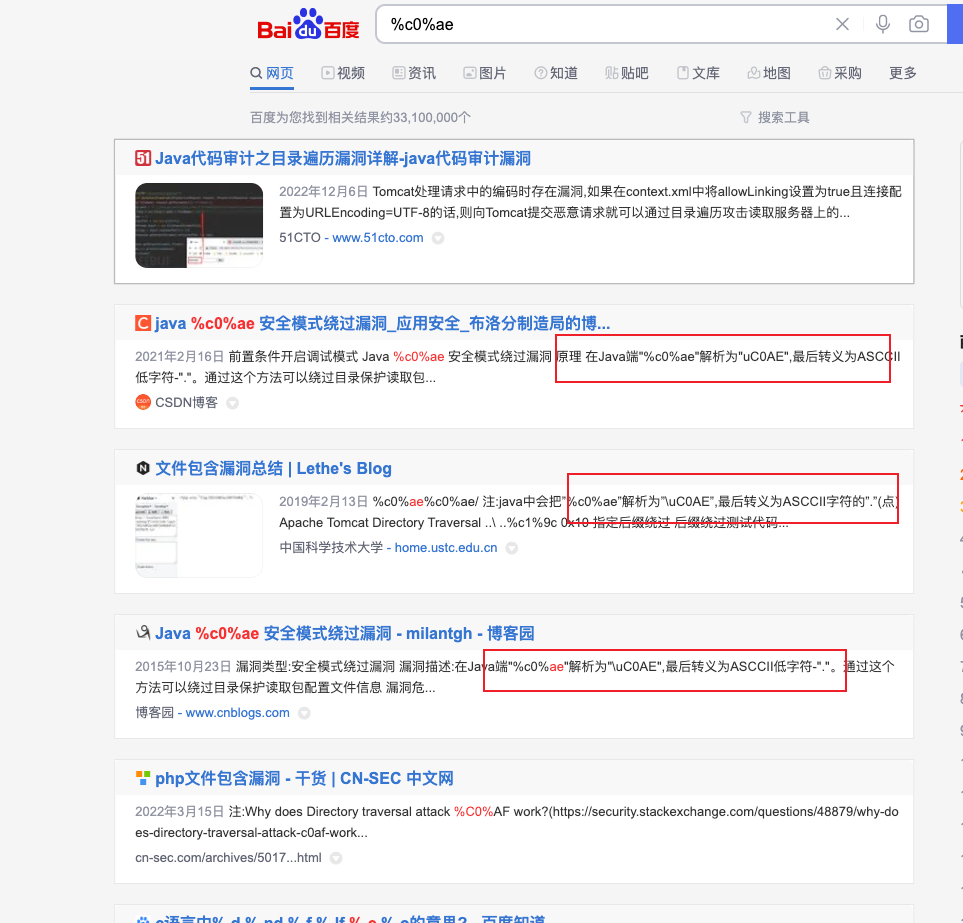 Bai du 百度 %c0%ae
网页 视频 资讯 图片 知道 贴吧 文库 地图 采购 更多
百度为您找到相关结果约33,100,000个 搜索工具
Java代码审计之目录遍历漏洞详解-java代码审计漏洞
2022年12月6日 Tomcat处理请求中的编码时存在漏洞,如果在context.xml中将allowLinking设置为true且连接配
置为URLEncoding=UTF-8的话,则向Tomcat提交恶意请求就可以通过目录遍历攻击读取服务器上的...
51CTO - www.51cto.com
java %c0%ae 安全模式绕过漏洞_应用安全_布洛分制造局的博...
2021年2月16日 前置条件开启调试模式 Java %c0%ae 安全模式绕过漏洞 原理 在Java端"%c0%ae"解析为"uC0AE",最后转义为ASCCII
低字符-"."。通过这个方法可以绕过目录保护读取包...
CSDN博客
文件包含漏洞总结 | Lethe's Blog
2019年2月13日 %c0%ae%c0%ae/ 注:java中会把"%c0%ae"解析为"\uC0AE",最后转义为ASCCII字符的"."(点)
Apache Tomcat Directory Traversal ..\ ..%c1%9c 0x10 指定后缀绕过 后缀绕过测试代码...
中国科学技术大学 - home.ustc.edu.cn
Java %c0%ae 安全模式绕过漏洞 - milantgh - 博客园
2015年10月23日 漏洞类型:安全模式绕过漏洞 漏洞描述:在Java端"%c0%ae"解析为"\uC0AE",最后转义为ASCCII低字符-"."。通过这个
方法可以绕过目录保护读取包配置文件信息 漏洞危...
博客园 - www.cnblogs.com
php文件包含漏洞 - 干货 | CN-SEC 中文网
2022年3月15日 注:Why does Directory traversal attack %C0%AF work?(https://security.stackexchange.com/questions/48879/why-do
es-directory-traversal-attack-c0af-work...
cn-sec.com/archives/5017...html